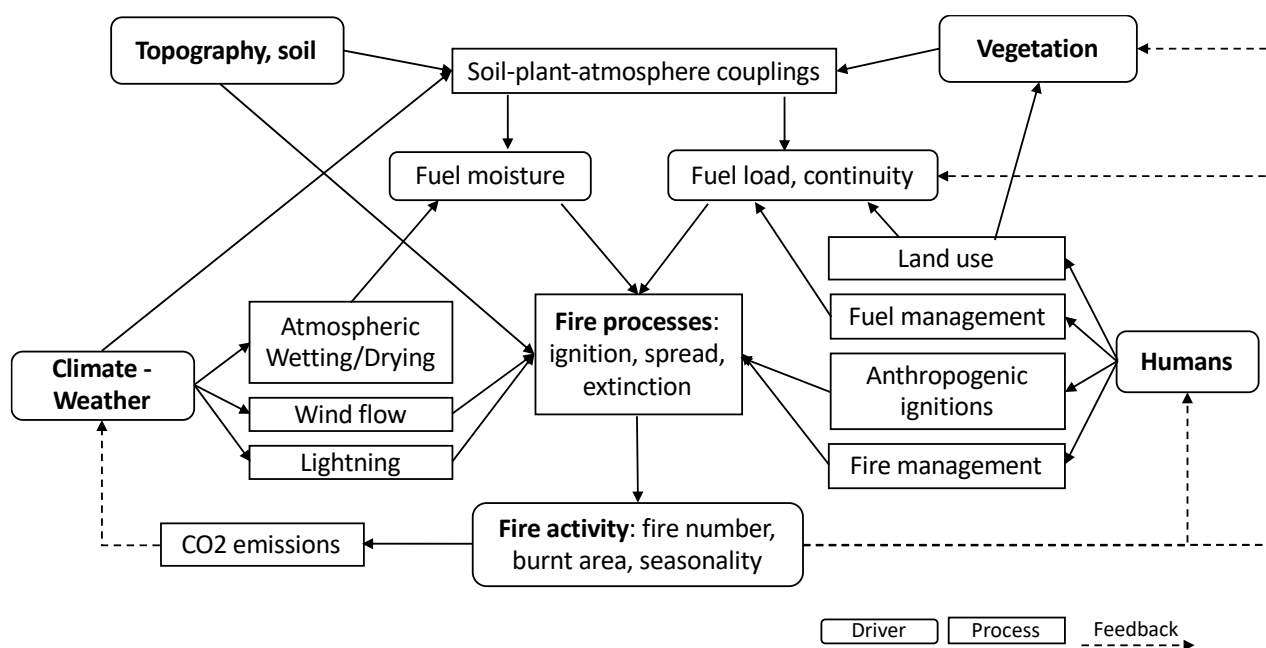 Topography, soil
Vegetation
Soil-plant-atmosphere couplings
Fuel moisture
Fuel load, continuity
Land use
Atmospheric
Wetting/Drying
Fire processes:
ignition, spread,
extinction
Fuel management
Climate -
Weather
Humans
Anthropogenic
ignitions
Wind flow
Lightning
Fire management
Fire activity: fire number,
burnt area, seasonality
CO2 emissions
Driver
Process
Feedback